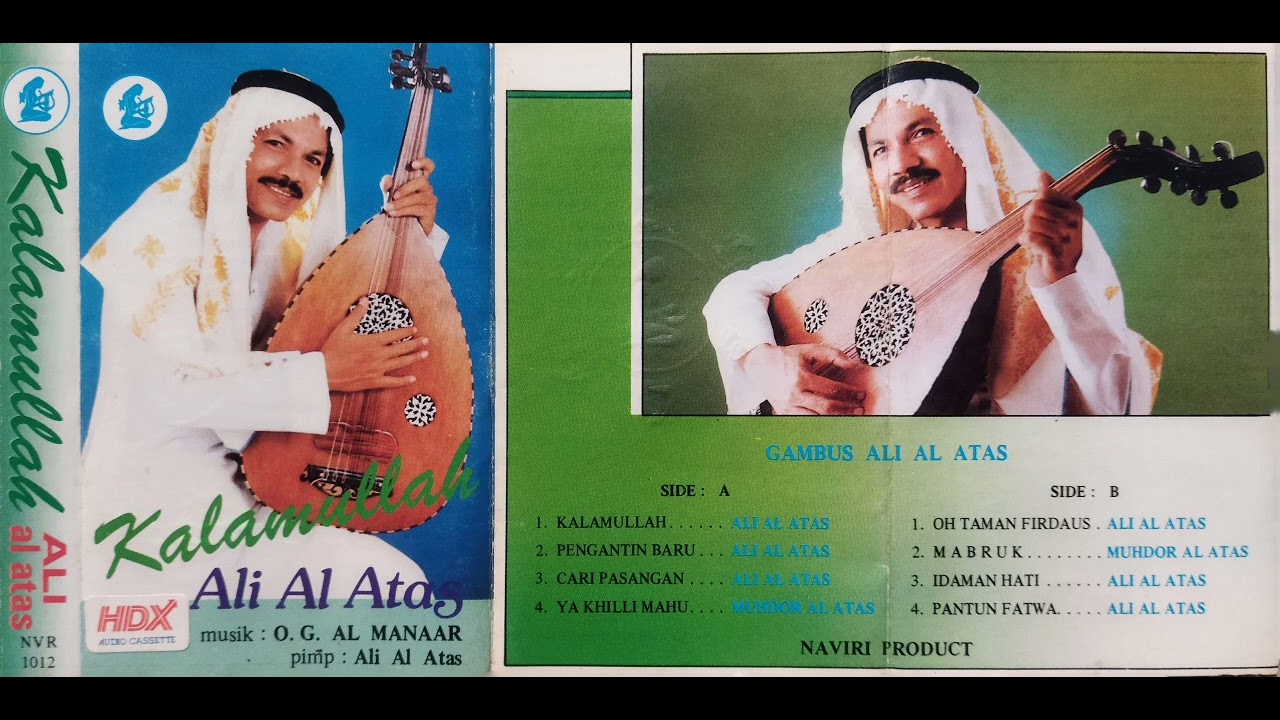 Kalamullah
ALI
al atas
NVR
1012
Kalamullah
Ali Al Atas
HDX
AUDIO CASSETTE
musik : O. G. AL MANAAR
pimp : Ali Al Atas
GAMBUS ALI AL ATAS
SIDE : A
1. KALAMULLAH...... ALI AL ATAS
2. PENGANTIN BARU... ALI AL ATAS
3. CARI PASANGAN .... ALI AL ATAS
4. YA KHILLI MAHU.... MUHDOR AL ATAS
SIDE : B
1. OH TAMAN FIRDAUS . ALI AL ATAS
2. MABRUK........ MUHDOR AL ATAS
3. IDAMAN HATI ...... ALI AL ATAS
4. PANTUN FATWA..... ALI AL ATAS
NAVIRI PRODUCT